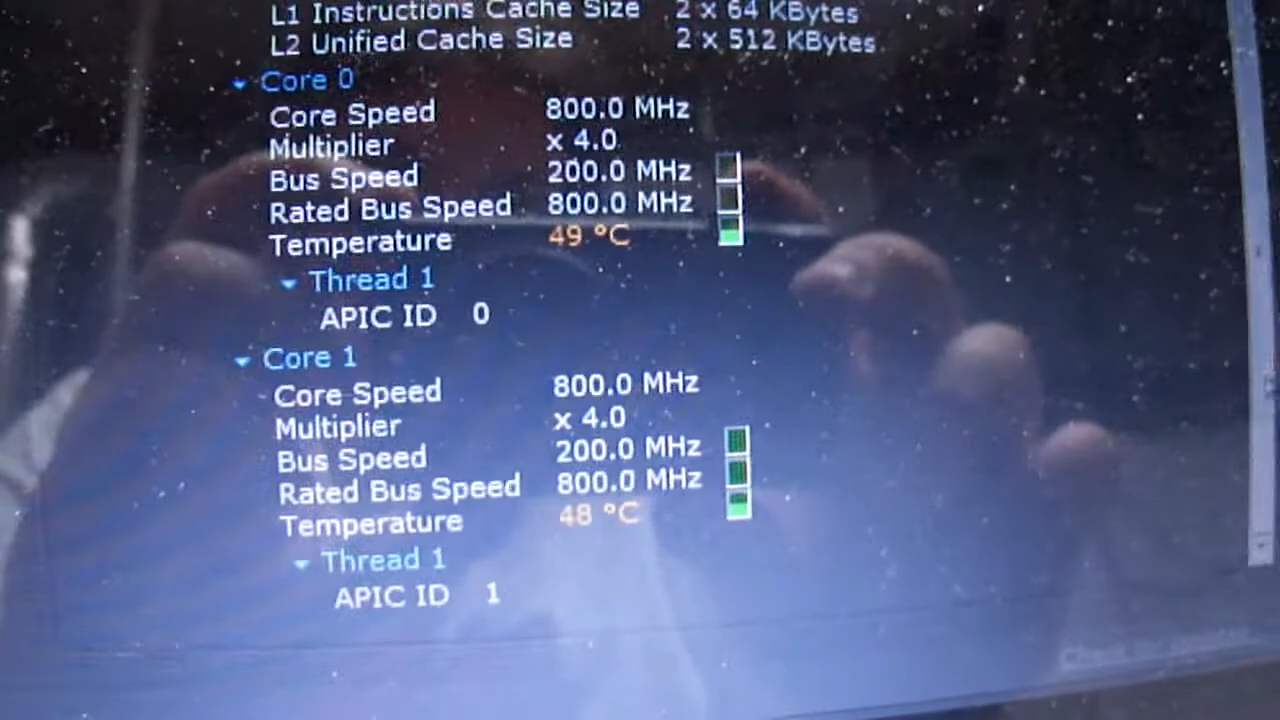 L1 Instructions Cache Size 2 x 64 KBytes
L2 Unified Cache Size 2 x 512 KBytes
Core 0
Core Speed 800.0 MHz
Multiplier x 4.0
Bus Speed 200.0 MHz
Rated Bus Speed 800.0 MHz
Temperature 49 °C
Thread 1
APIC ID 0
Core 1
Core Speed 800.0 MHz
Multiplier x 4.0
Bus Speed 200.0 MHz
Rated Bus Speed 800.0 MHz
Temperature 48 °C
Thread 1
APIC ID 1